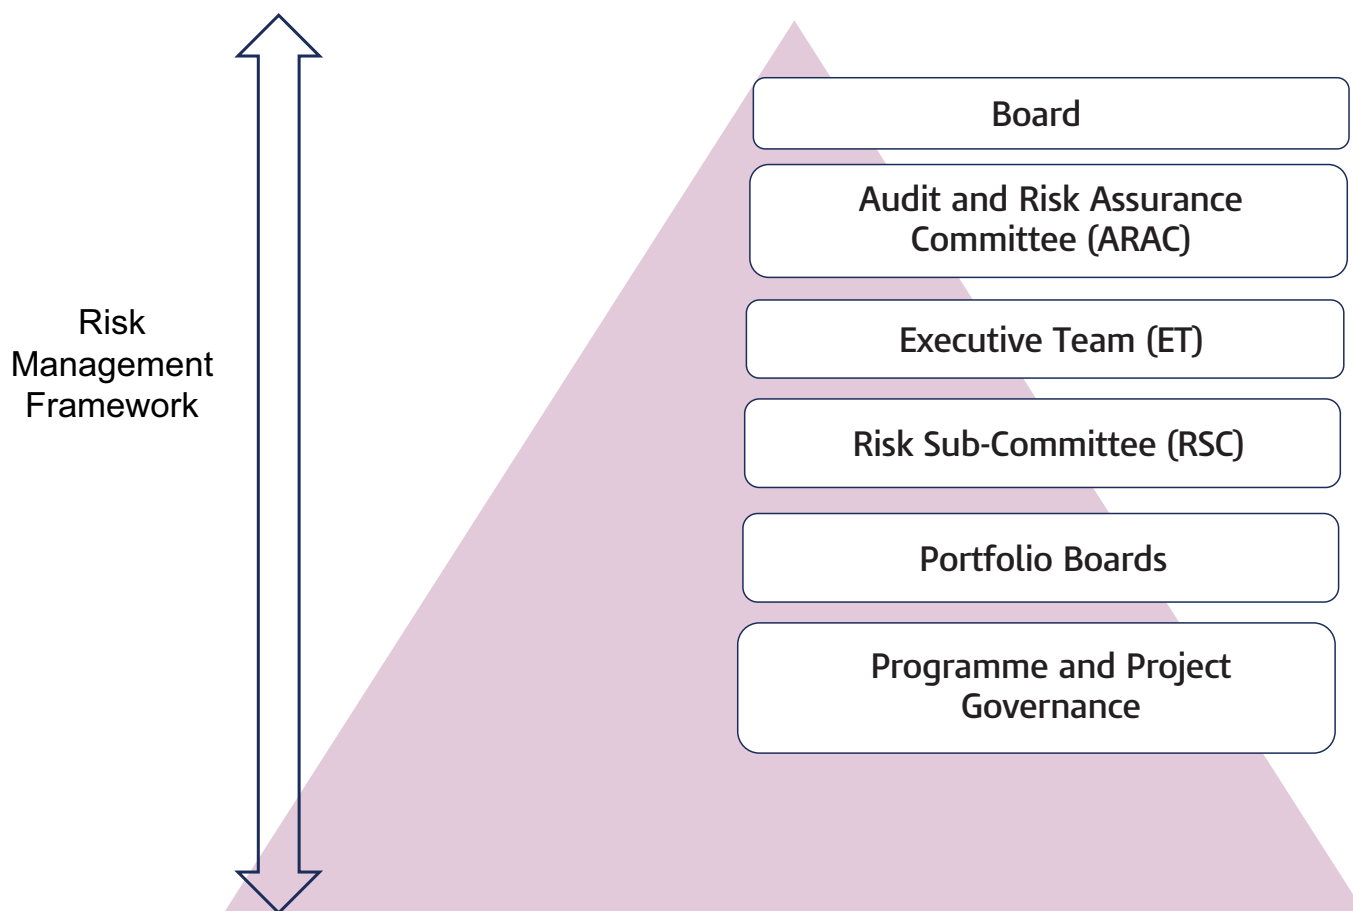 Risk
Management
Framework
Board
Audit and Risk Assurance
Committee (ARAC)
Executive Team (ET)
Risk Sub-Committee (RSC)
Portfolio Boards
Programme and Project
Governance